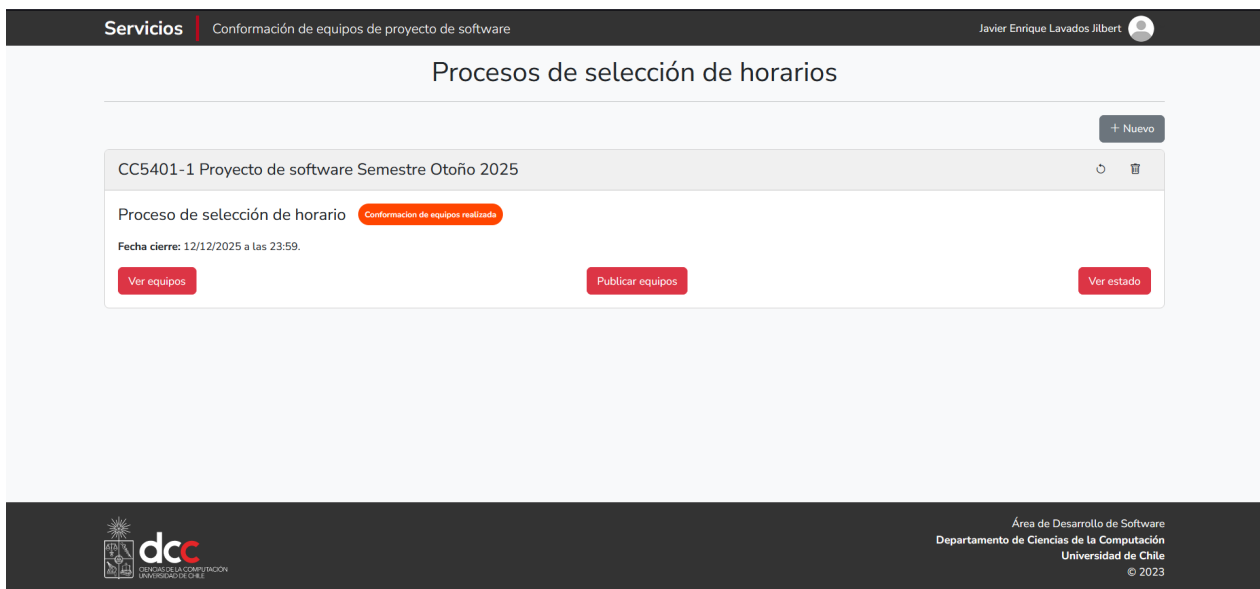 Servicios Conformación de equipos de proyecto de software Javier Enrique Lavados Jilbert
Procesos de selección de horarios
+ Nuevo
CC5401-1 Proyecto de software Semestre Otoño 2025
Proceso de selección de horario Conformacion de equipos realizada
Fecha cierre: 12/12/2025 a las 23:59.
Ver equipos Publicar equipos Ver estado
dcc
CIENCIAS DE LA COMPUTACIÓN
UNIVERSIDAD DE CHILE
Área de Desarrollo de Software
Departamento de Ciencias de la Computación
Universidad de Chile
© 2023